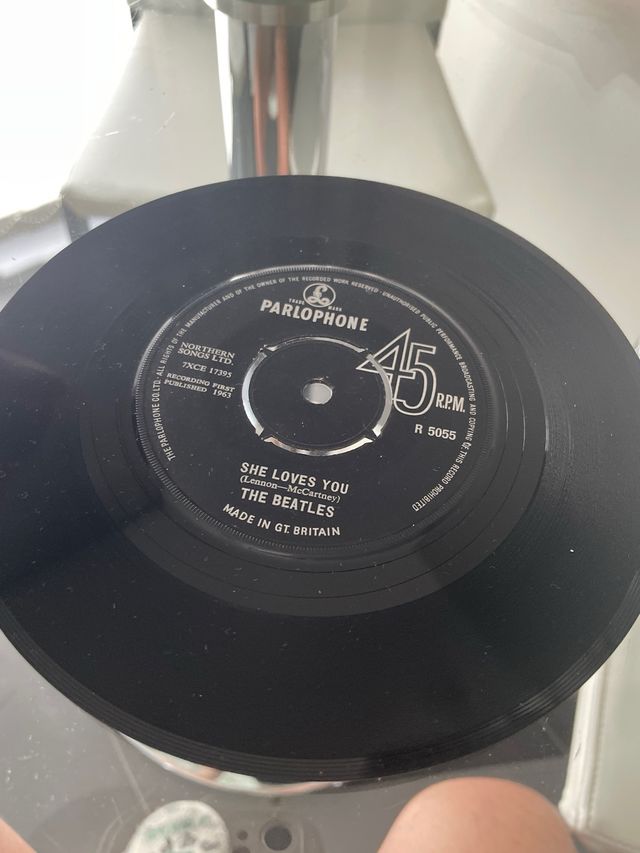 THE PARLOPHONE CO. LTD. ALL RIGHTS OF THE MANUFACTURER AND OF THE OWNER OF THE RECORDED WORK RESERVED · UNAUTHORISED PUBLIC PERFORMANCE BROADCASTING AND COPYING OF THIS RECORD PROHIBITED
TRADE MARK
PARLOPHONE
45
R.P.M.
NORTHERN
SONGS LTD.
7XCE 17395
RECORDING FIRST
PUBLISHED 1963
R 5055
SHE LOVES YOU
(Lennon—McCartney)
THE BEATLES
MADE IN GT. BRITAIN